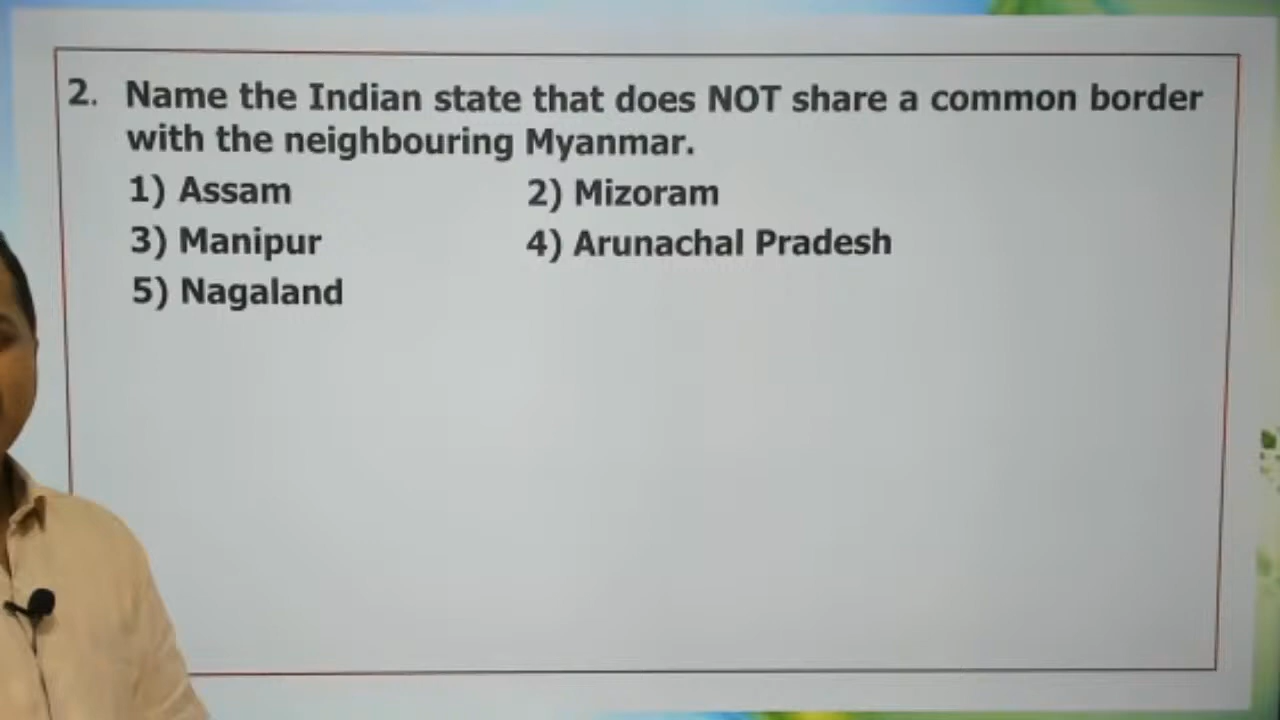 2. Name the Indian state that does NOT share a common border
with the neighbouring Myanmar.
1) Assam 2) Mizoram
3) Manipur 4) Arunachal Pradesh
5) Nagaland